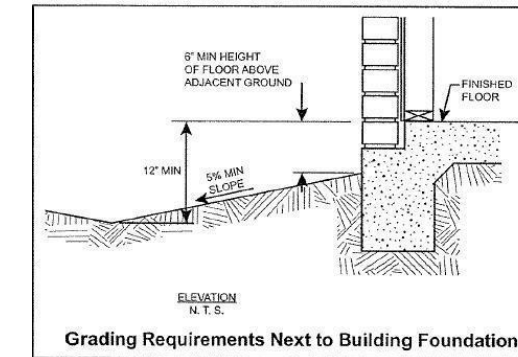 6" MIN HEIGHT
OF FLOOR ABOVE
ADJACENT GROUND
FINISHED
FLOOR
12" MIN
5% MIN
SLOPE
ELEVATION
N. T. S.
Grading Requirements Next to Building Foundation